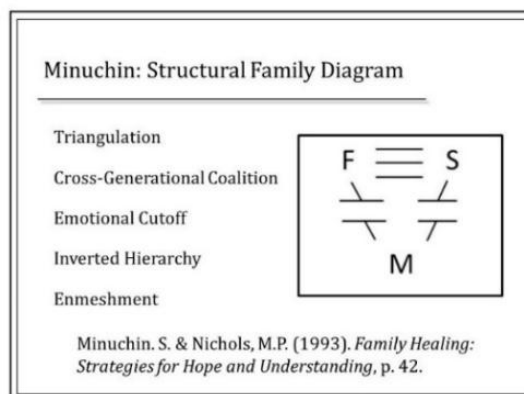 Minuchin: Structural Family Diagram
Triangulation
Cross-Generational Coalition
Emotional Cutoff
Inverted Hierarchy
Enmeshment
F S
M
Minuchin. S. & Nichols, M.P. (1993). Family Healing:
Strategies for Hope and Understanding, p. 42.